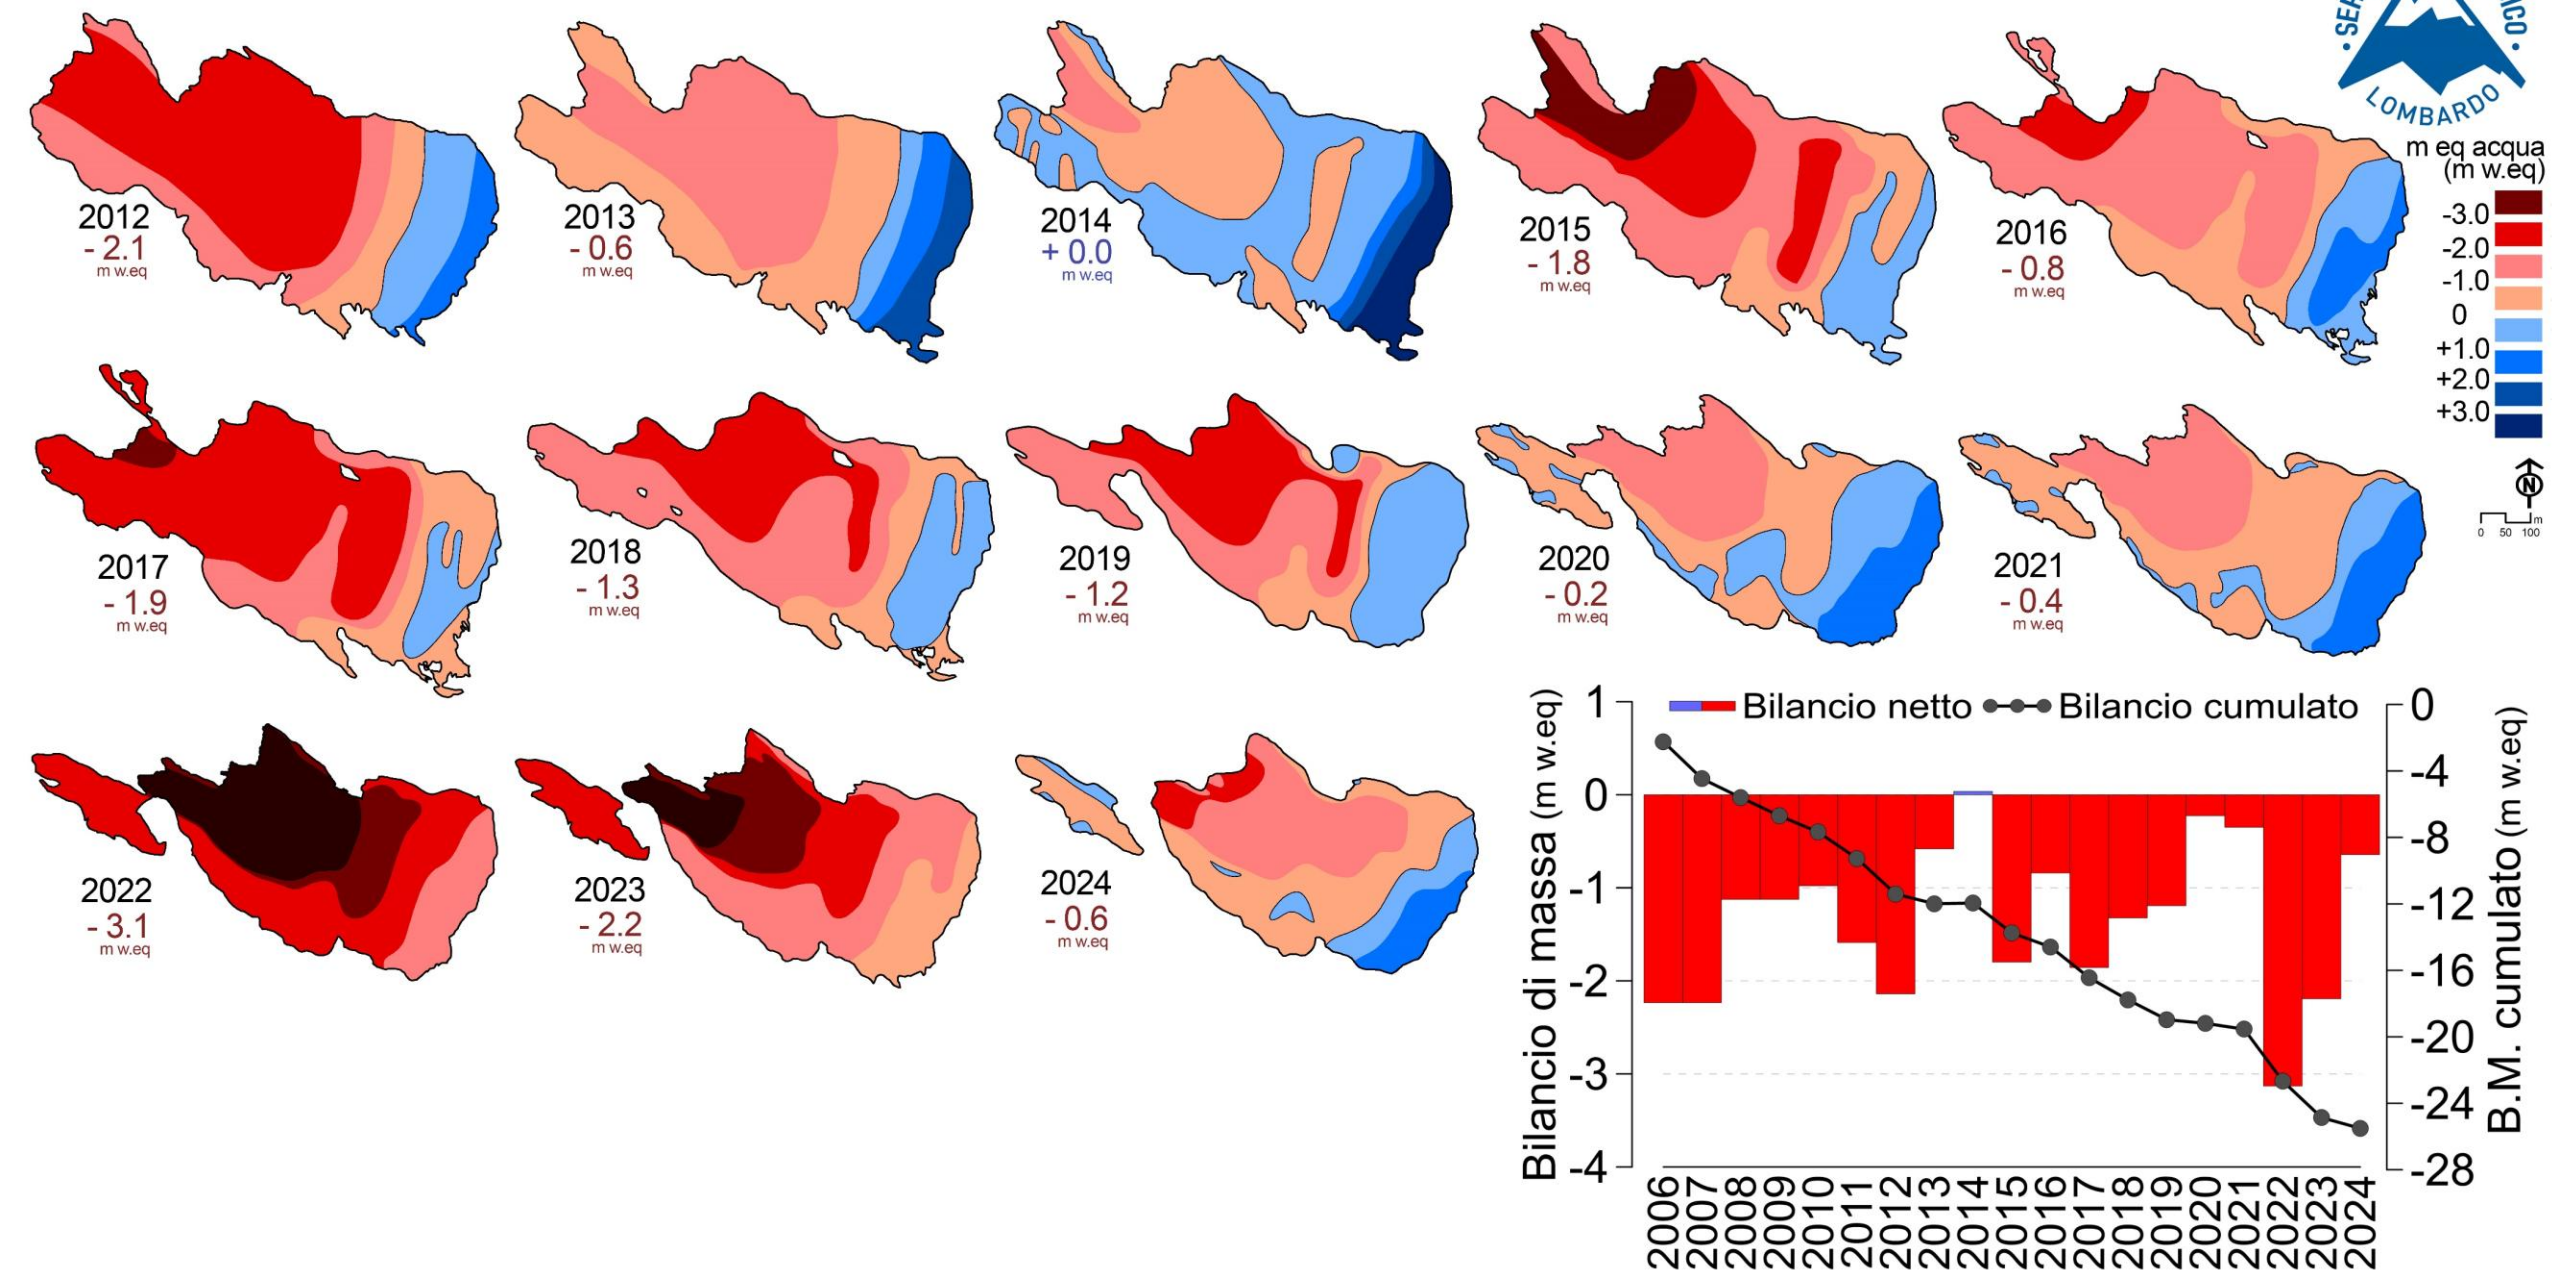 SER
ICO
LOMBARDO
m eq acqua
(m w.eq)
-3.0
-2.0
-1.0
0
+1.0
+2.0
+3.0
N
m
0 50 100
2012
- 2.1
m w.eq
2013
- 0.6
m w.eq
2014
+ 0.0
m w.eq
2015
- 1.8
m w.eq
2016
- 0.8
m w.eq
2017
- 1.9
m w.eq
2018
- 1.3
m w.eq
2019
- 1.2
m w.eq
2020
- 0.2
m w.eq
2021
- 0.4
m w.eq
2022
- 3.1
m w.eq
2023
- 2.2
m w.eq
2024
- 0.6
m w.eq
Bilancio netto Bilancio cumulato
Bilancio di massa (m w.eq)
1
0
-1
-2
-3
-4
0
-4
-8
-12
-16
-20
-24
-28
B.M. cumulato (m w.eq)
2006
2007
2008
2009
2010
2011
2012
2013
2014
2015
2016
2017
2018
2019
2020
2021
2022
2023
2024